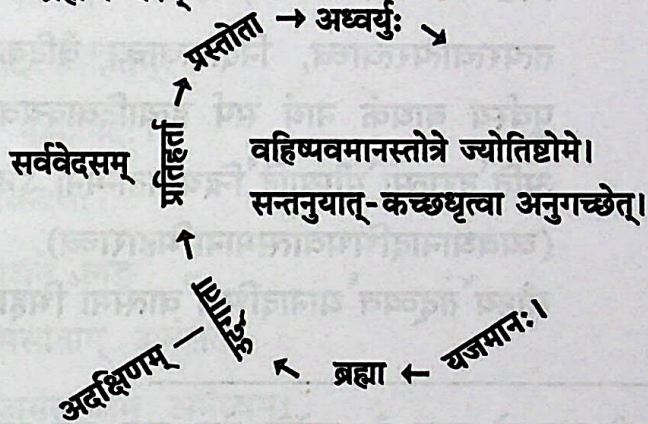 प्रस्तोता → अध्वर्युः ↘
↗
प्रतिहर्ता
सर्ववेदसम्
वहिष्पवमानस्तोत्रे ज्योतिष्टोमे।
सन्तनुयात्-कच्छधृत्वा अनुगच्छेत्।
↑
उद्गाता
अदक्षिणम् —
↖ ब्रह्मा ← यजमानः।